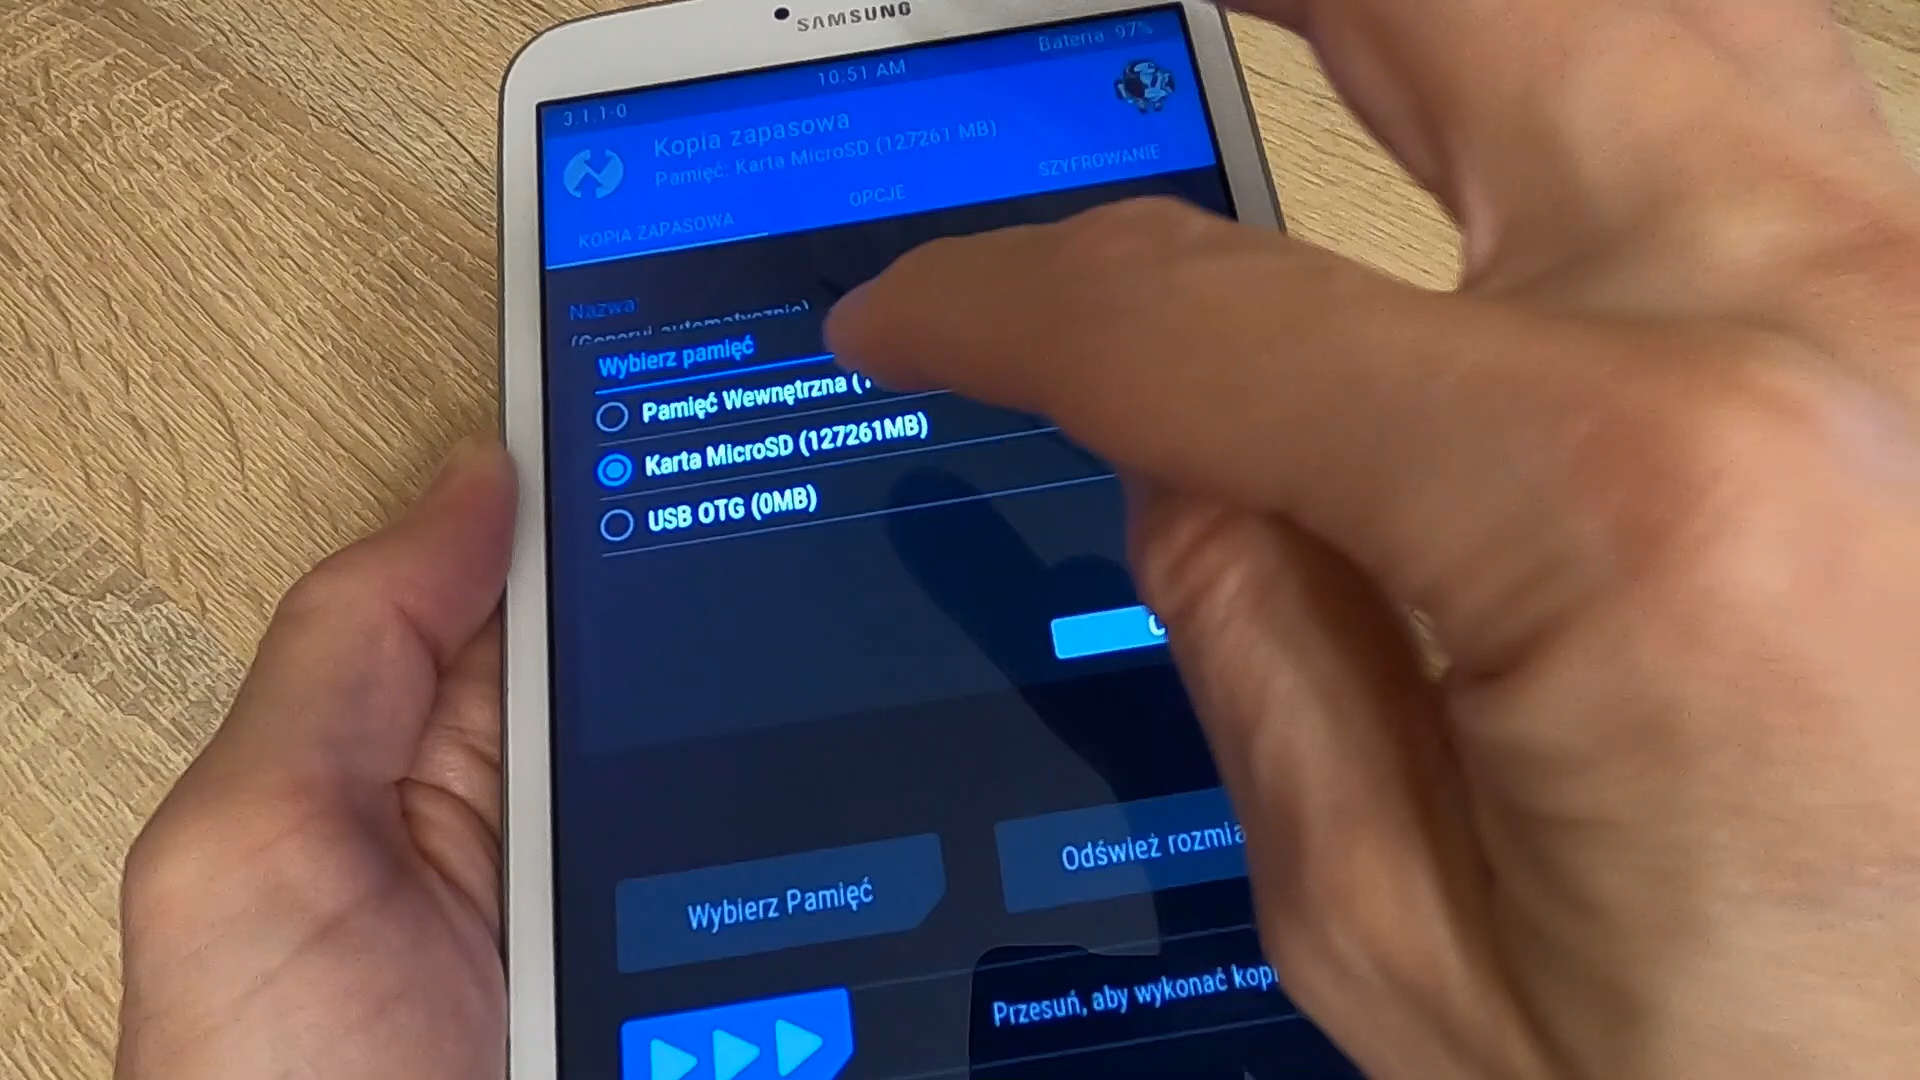 SAMSUNG
Bateria 97%
10:51 AM
3.1.1-0
Kopia zapasowa
Pamięć: Karta MicroSD (127261 MB)
KOPIA ZAPASOWA
OPCJE
SZYFROWANIE
Nazwa:
(Generuj automatycznie)
Wybierz pamięć
Pamięć Wewnętrzna (
Karta MicroSD (127261MB)
USB OTG (0MB)
Wybierz Pamięć
Odśwież
Przesuń, aby wykonać